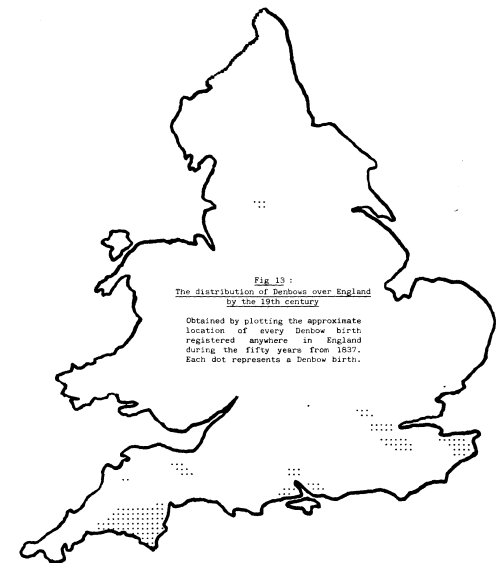 Fig 13 :
The distribution of Denbows over England
by the 19th century
Obtained by plotting the approximate
location of every Denbow birth
registered anywhere in England
during the fifty years from 1837.
Each dot represents a Denbow birth.